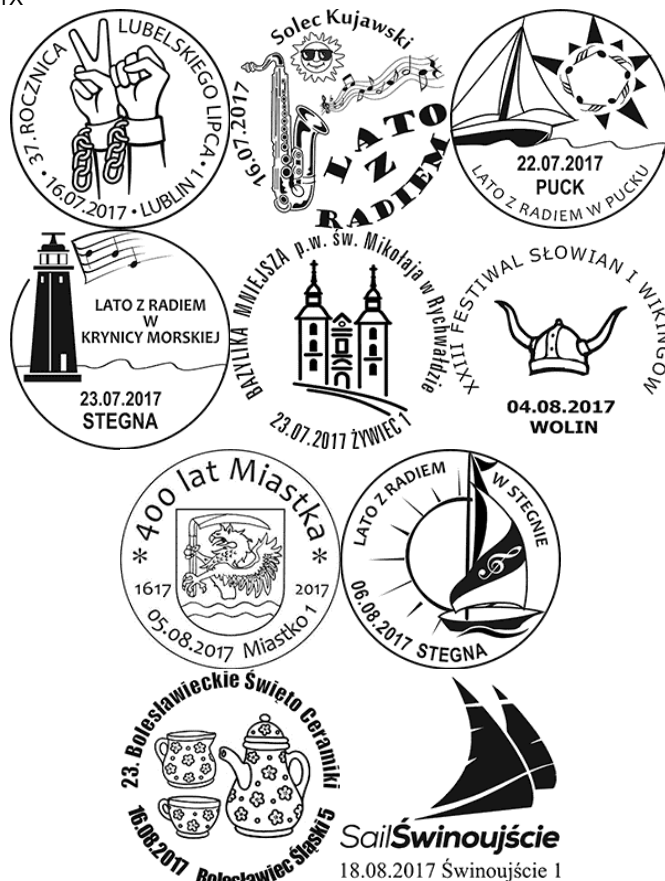 37. ROCZNICA LUBELSKIEGO LIPCA
• 16.07.2017 • LUBLIN 1 •
Solec Kujawski
16.07.2017
LATO
Z
RADIEM
22.07.2017
PUCK
LATO Z RADIEM W PUCKU
LATO Z RADIEM
W
KRYNICY MORSKIEJ
23.07.2017
STEGNA
BAZYLIKA MNIEJSZA p.w. św. Mikołaja w Rychwałdzie
23.07.2017 ŻYWIEC 1
XXIII FESTIWAL SŁOWIAN I WIKINGÓW
04.08.2017
WOLIN
* 400 lat Miastka *
1617 2017
05.08.2017 Miastko 1
LATO Z RADIEM W STEGNIE
06.08.2017 STEGNA
23. Bolesławieckie Święto Ceramiki
16.08.2017 Bolesławiec Śląski 5
SailŚwinoujście
18.08.2017 Świnoujście 1